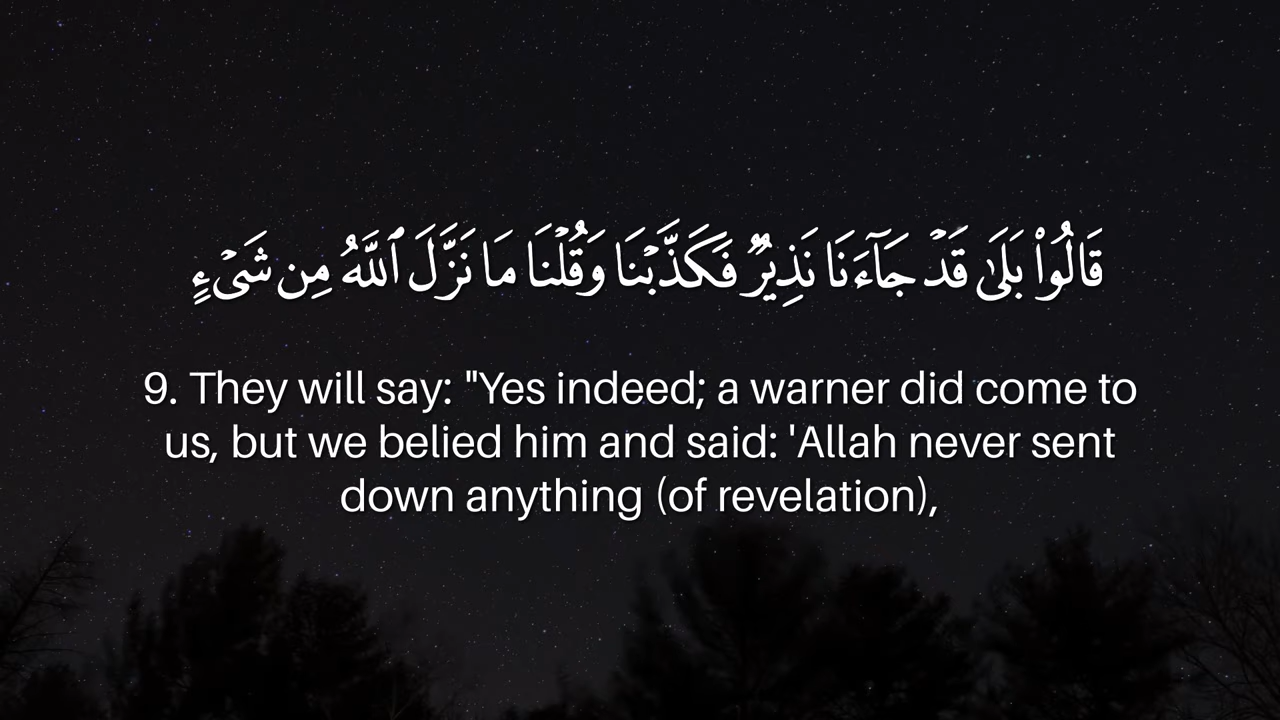 قَالُوا۟ بَلَىٰ قَدْ جَآءَنَا نَذِيرٌ فَكَذَّبْنَا وَقُلْنَا مَا نَزَّلَ ٱللَّهُ مِن شَىْءٍ
9. They will say: "Yes indeed; a warner did come to
us, but we belied him and said: 'Allah never sent
down anything (of revelation),